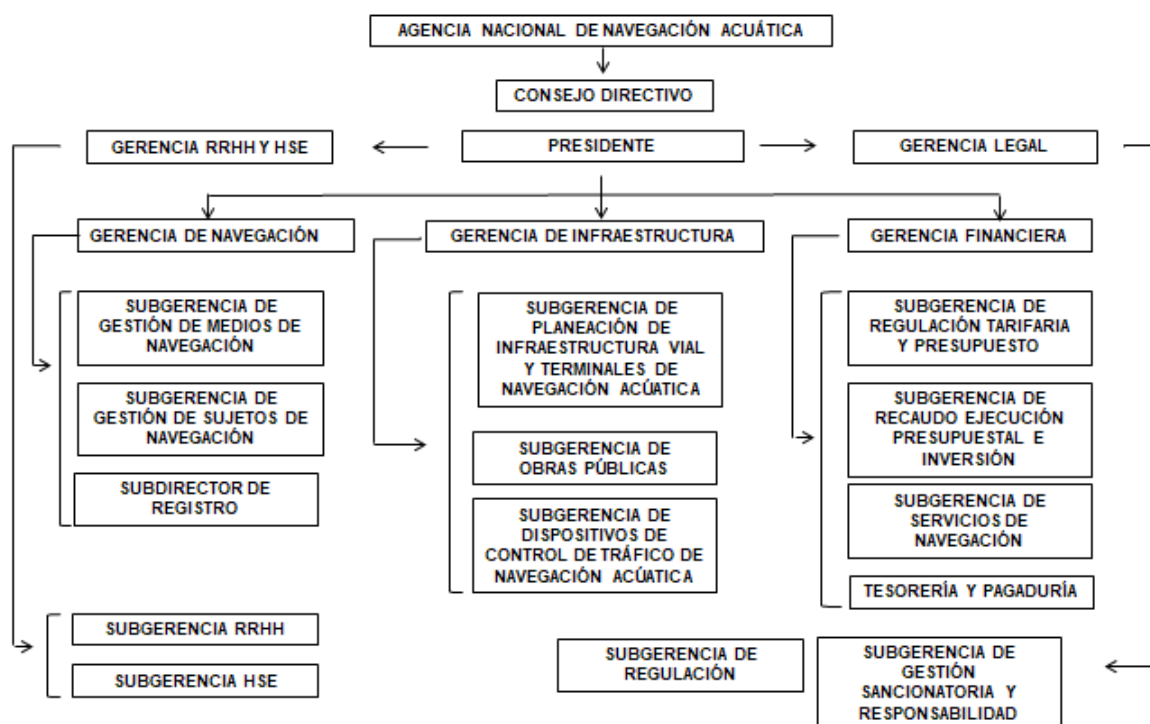 AGENCIA NACIONAL DE NAVEGACIÓN ACUÁTICA
CONSEJO DIRECTIVO
GERENCIA RRHH Y HSE
PRESIDENTE
GERENCIA LEGAL
GERENCIA DE NAVEGACIÓN
GERENCIA DE INFRAESTRUCTURA
GERENCIA FINANCIERA
SUBGERENCIA DE
GESTIÓN DE MEDIOS DE
NAVEGACIÓN
SUBGERENCIA DE
GESTIÓN DE SUJETOS DE
NAVEGACIÓN
SUBDIRECTOR DE
REGISTRO
SUBGERENCIA DE
PLANEACIÓN DE
INFRAESTRUCTURA VIAL
Y TERMINALES DE
NAVEGACIÓN ACÚATICA
SUBGERENCIA DE
OBRAS PÚBLICAS
SUBGERENCIA DE
DISPOSITIVOS DE
CONTROL DE TRÁFICO DE
NAVEGACIÓN ACÚATICA
SUBGERENCIA DE
REGULACIÓN TARIFARIA
Y PRESUPUESTO
SUBGERENCIA DE
RECAUDO EJECUCIÓN
PRESUPUESTAL E
INVERSIÓN
SUBGERENCIA DE
SERVICIOS DE
NAVEGACIÓN
TESORERÍA Y PAGADURÍA
SUBGERENCIA RRHH
SUBGERENCIA HSE
SUBGERENCIA DE
REGULACIÓN
SUBGERENCIA DE
GESTIÓN
SANCIONATORIA Y
RESPONSABILIDAD